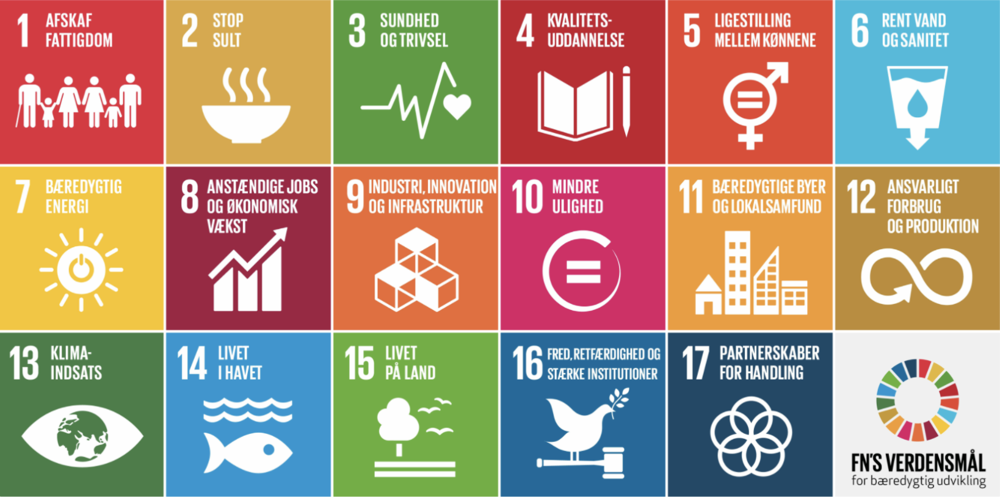 1 AFSKAF
FATTIGDOM
2 STOP
SULT
3 SUNDHED
OG TRIVSEL
4 KVALITETS-
UDDANNELSE
5 LIGESTILLING
MELLEM KØNNENE
6 RENT VAND
OG SANITET
7 BÆREDYGTIG
ENERGI
8 ANSTÆNDIGE JOBS
OG ØKONOMISK
VÆKST
9 INDUSTRI, INNOVATION
OG INFRASTRUKTUR
10 MINDRE
ULIGHED
11 BÆREDYGTIGE BYER
OG LOKALSAMFUND
12 ANSVARLIGT
FORBRUG
OG PRODUKTION
13 KLIMA-
INDSATS
14 LIVET
I HAVET
15 LIVET
PÅ LAND
16 FRED, RETFÆRDIGHED OG
STÆRKE INSTITUTIONER
17 PARTNERSKABER
FOR HANDLING
FN'S VERDENSMÅL
for bæredygtig udvikling